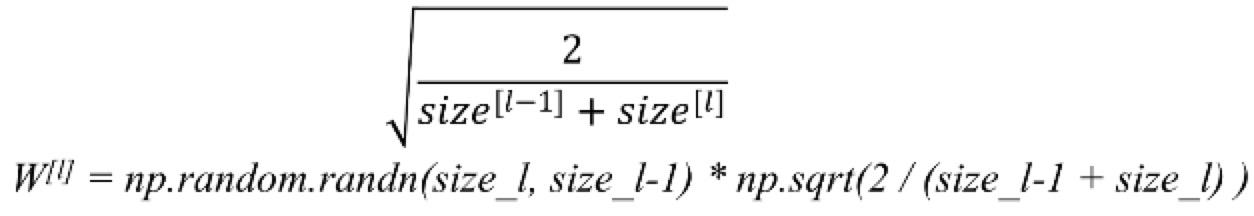 √(2 / (size^[l−1] + size^[l]))
W^[l] = np.random.randn(size_l, size_l-1) * np.sqrt(2 / (size_l-1 + size_l) )